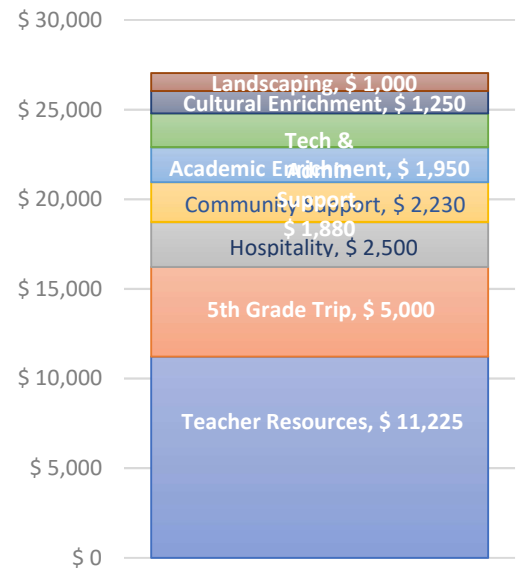 $ 30,000
$ 25,000
$ 20,000
$ 15,000
$ 10,000
$ 5,000
$ 0
Landscaping, $ 1,000
Cultural Enrichment, $ 1,250
Tech &
Admin
Support,
$ 1,880
Academic Enrichment, $ 1,950
Community Support, $ 2,230
Hospitality, $ 2,500
5th Grade Trip, $ 5,000
Teacher Resources, $ 11,225